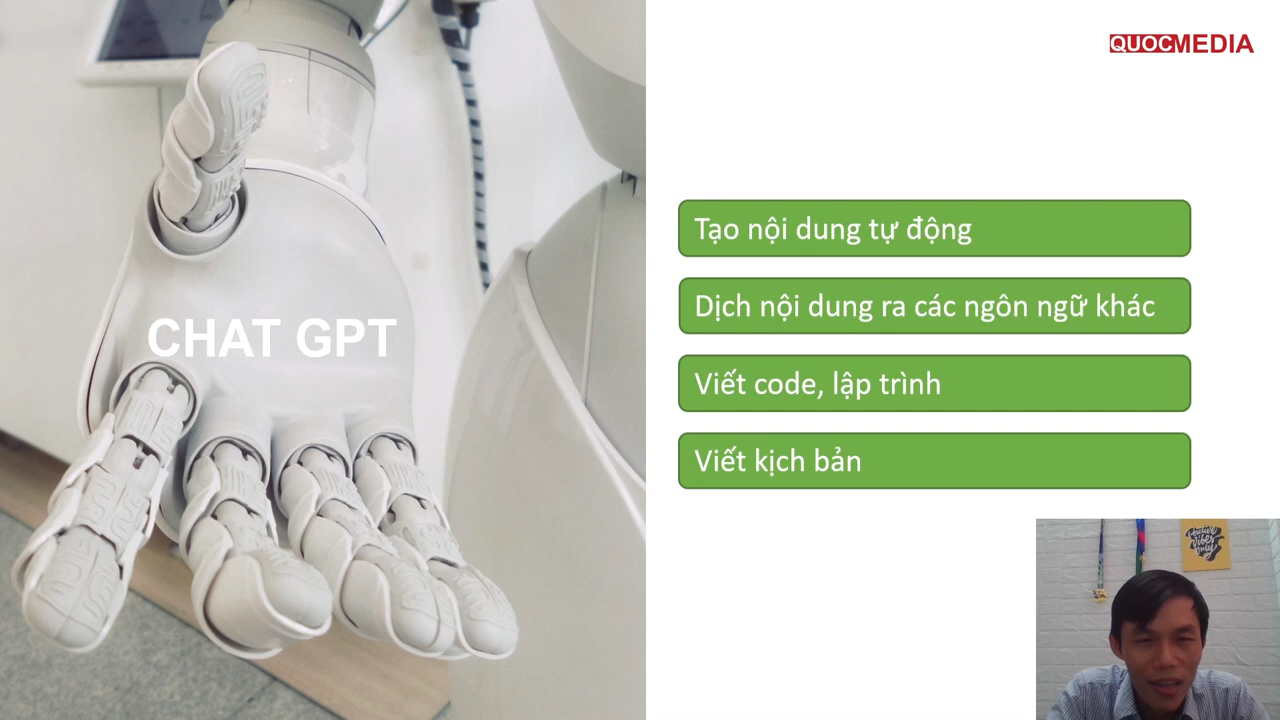 QUOCMEDIA
CHAT GPT
Tạo nội dung tự động
Dịch nội dung ra các ngôn ngữ khác
Viết code, lập trình
Viết kịch bản